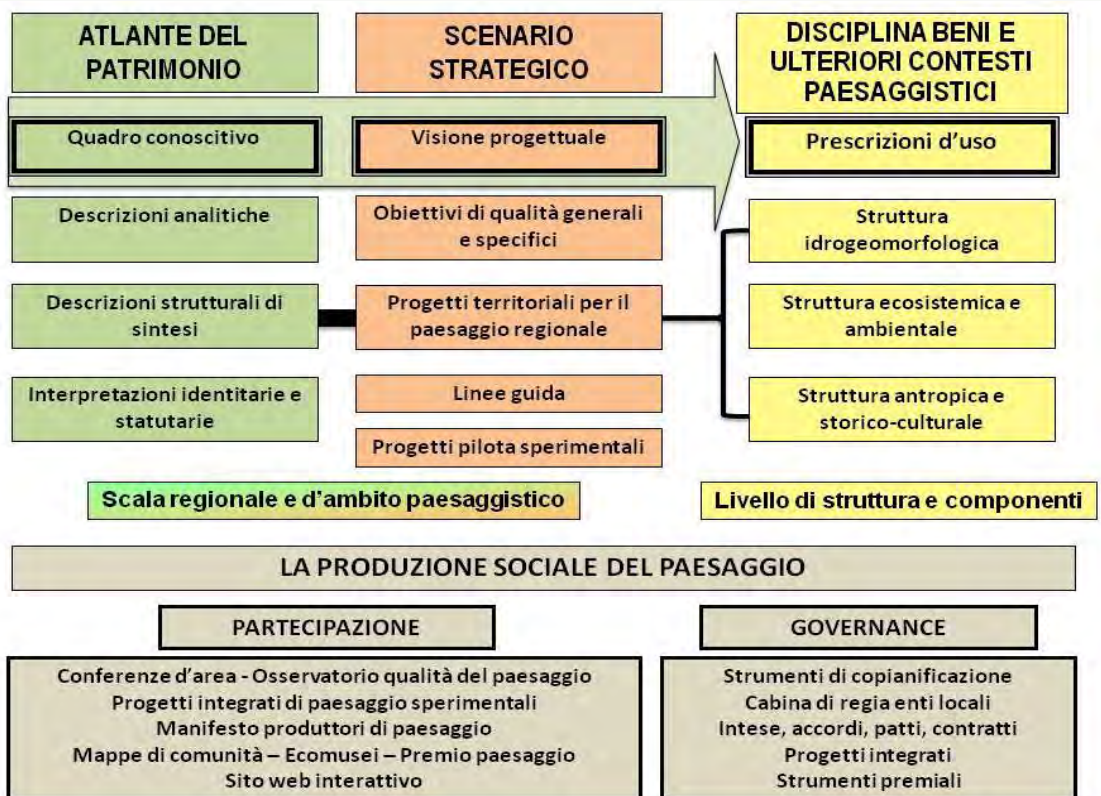 ATLANTE DEL
PATRIMONIO
Quadro conoscitivo
Descrizioni analitiche
Descrizioni strutturali di
sintesi
Interpretazioni identitarie e
statutarie
SCENARIO
STRATEGICO
Visione progettuale
Obiettivi di qualità generali
e specifici
Progetti territoriali per il
paesaggio regionale
Linee guida
Progetti pilota sperimentali
Scala regionale e d'ambito paesaggistico
DISCIPLINA BENI E
ULTERIORI CONTESTI
PAESAGGISTICI
Prescrizioni d'uso
Struttura
idrogeomorfologica
Struttura ecosistemica e
ambientale
Struttura antropica e
storico-culturale
Livello di struttura e componenti
LA PRODUZIONE SOCIALE DEL PAESAGGIO
PARTECIPAZIONE
Conferenze d'area - Osservatorio qualità del paesaggio
Progetti integrati di paesaggio sperimentali
Manifesto produttori di paesaggio
Mappe di comunità – Ecomusei – Premio paesaggio
Sito web interattivo
GOVERNANCE
Strumenti di copianificazione
Cabina di regia enti locali
Intese, accordi, patti, contratti
Progetti integrati
Strumenti premiali